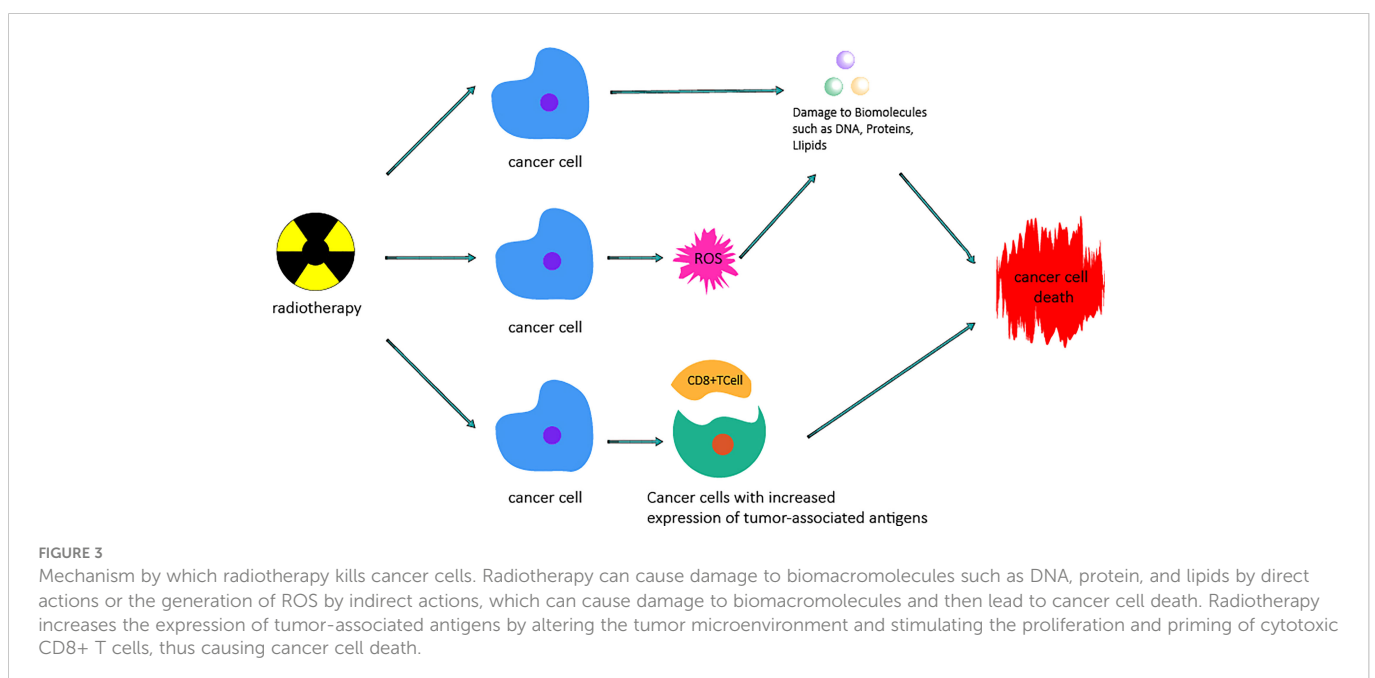 cancer cell
Damage to Biomolecules
such as DNA, Proteins,
Llipids
radiotherapy
cancer cell
ROS
cancer cell
death
CD8+TCell
cancer cell
Cancer cells with increased
expression of tumor-associated antigens
FIGURE 3
Mechanism by which radiotherapy kills cancer cells. Radiotherapy can cause damage to biomacromolecules such as DNA, protein, and lipids by direct
actions or the generation of ROS by indirect actions, which can cause damage to biomacromolecules and then lead to cancer cell death. Radiotherapy
increases the expression of tumor-associated antigens by altering the tumor microenvironment and stimulating the proliferation and priming of cytotoxic
CD8+ T cells, thus causing cancer cell death.